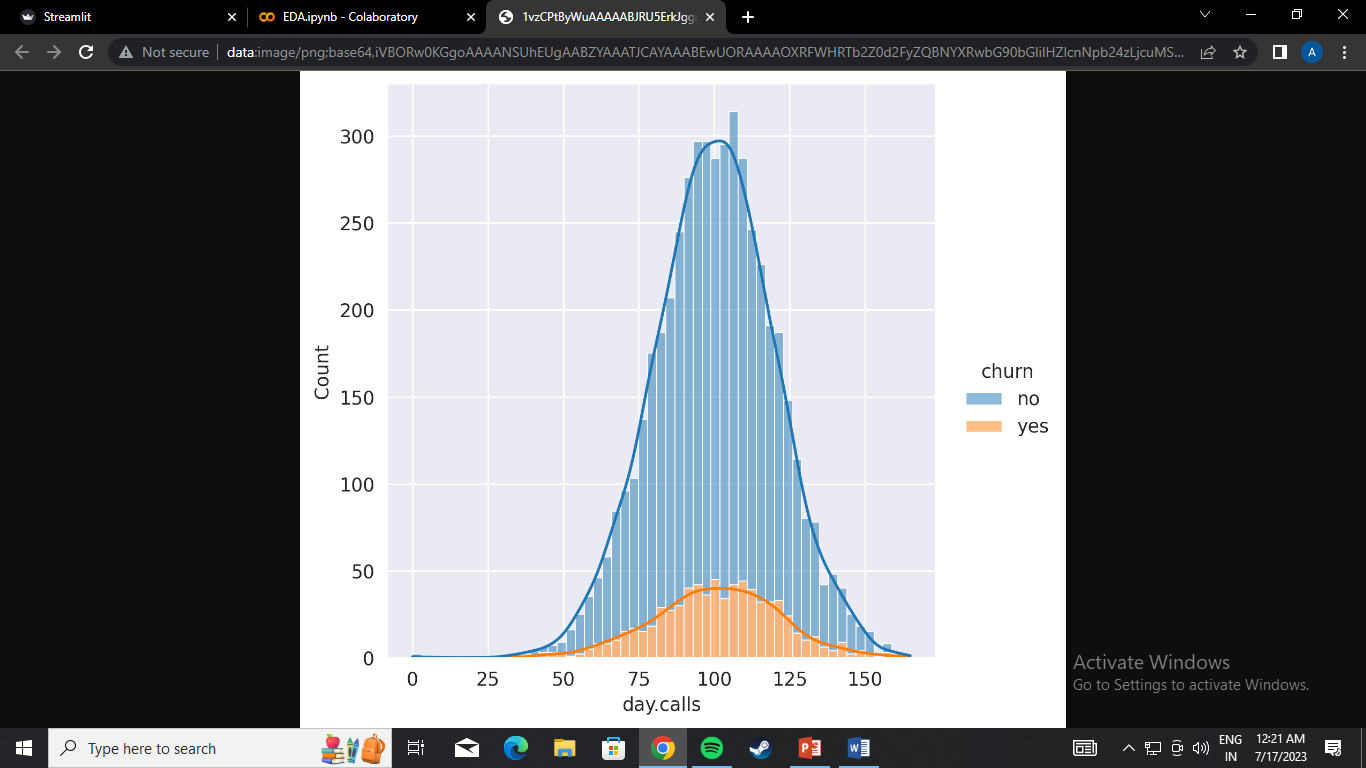 Streamlit
EDA.ipynb - Colaboratory
1vzCPtByWuAAAAABJRU5ErkJgg
Not secure
data:image/png;base64,iVBORw0KGgoAAAANSUhEUgAABZYAAATJCAYAAABEwUORAAAAOXRFWHRTb2Z0d2FyZQBNYXRwbG90bGliIHZlcnNpb24zLjcuMS...
A
300
250
200
150
100
50
0
Count
0 25 50 75 100 125 150
day.calls
churn
no
yes
Activate Windows
Go to Settings to activate Windows.
Type here to search
ENG
IN
12:21 AM
7/17/2023